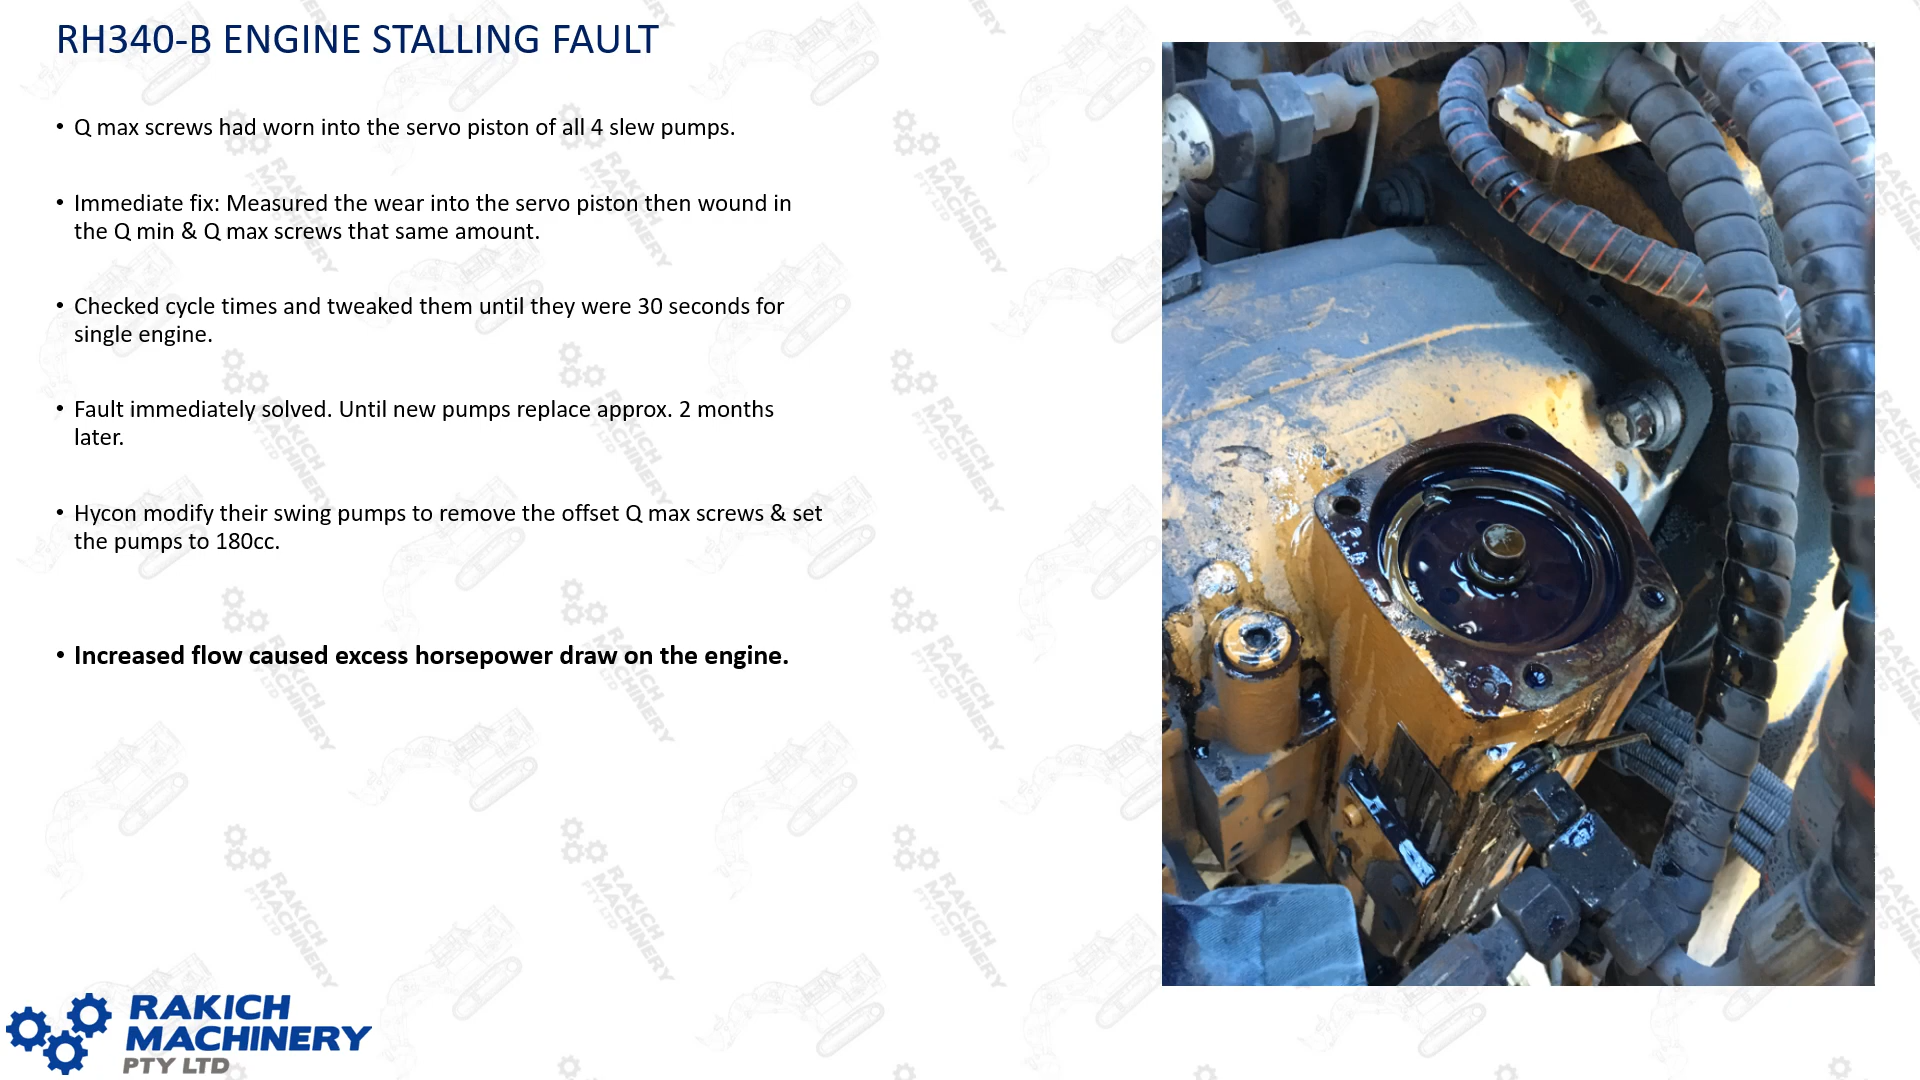 RH340-B ENGINE STALLING FAULT
• Q max screws had worn into the servo piston of all 4 slew pumps.
• Immediate fix: Measured the wear into the servo piston then wound in
the Q min & Q max screws that same amount.
• Checked cycle times and tweaked them until they were 30 seconds for
single engine.
• Fault immediately solved. Until new pumps replace approx. 2 months
later.
• Hycon modify their swing pumps to remove the offset Q max screws & set
the pumps to 180cc.
• Increased flow caused excess horsepower draw on the engine.
RAKICH
MACHINERY
PTY LTD